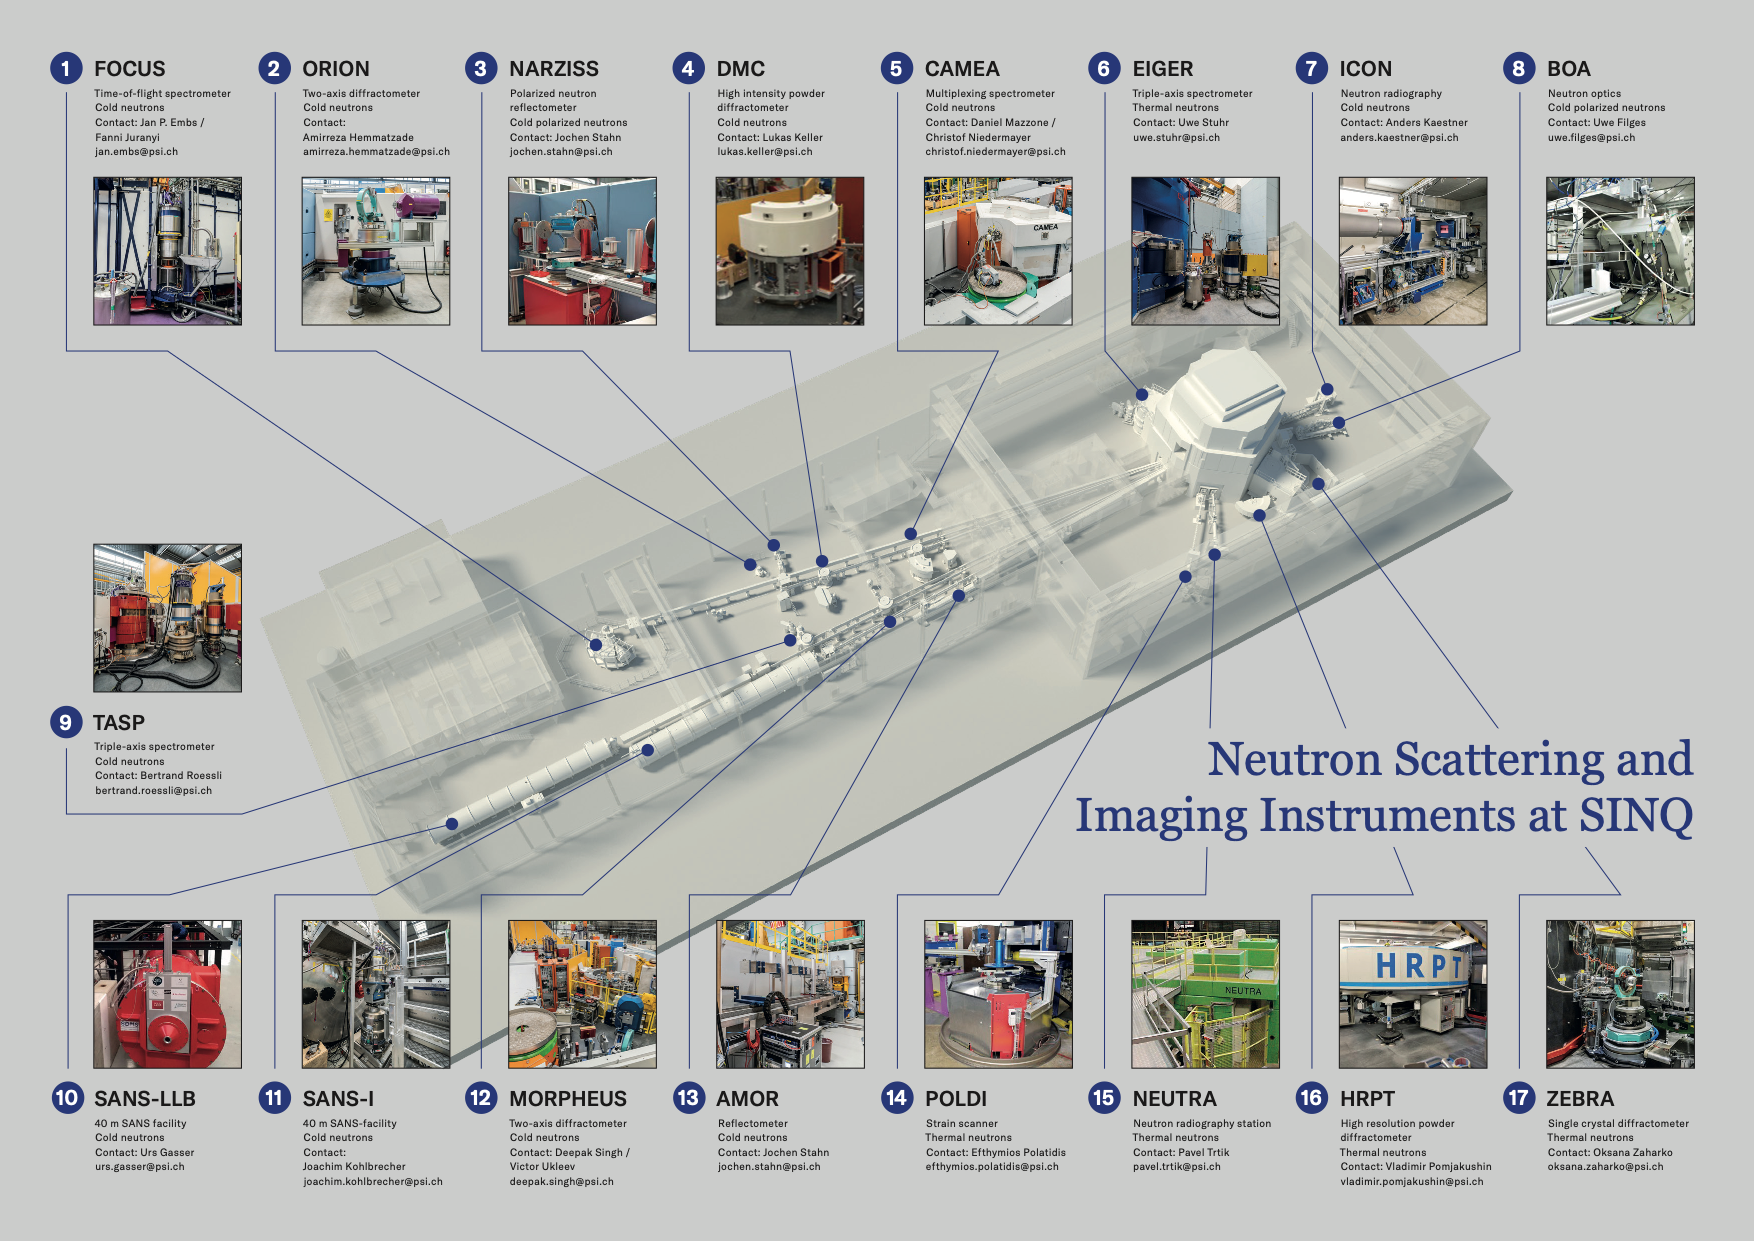 1 FOCUS
Time-of-flight spectrometer
Cold neutrons
Contact: Jan P. Embs /
Fanni Juranyi
jan.embs@psi.ch
2 ORION
Two-axis diffractometer
Cold neutrons
Contact:
Amirreza Hemmatzade
amirreza.hemmatzade@psi.ch
3 NARZISS
Polarized neutron
reflectometer
Cold polarized neutrons
Contact: Jochen Stahn
jochen.stahn@psi.ch
4 DMC
High intensity powder
diffractometer
Cold neutrons
Contact: Lukas Keller
lukas.keller@psi.ch
5 CAMEA
Multiplexing spectrometer
Cold neutrons
Contact: Daniel Mazzone /
Christof Niedermayer
christof.niedermayer@psi.ch
6 EIGER
Triple-axis spectrometer
Thermal neutrons
Contact: Uwe Stuhr
uwe.stuhr@psi.ch
7 ICON
Neutron radiography
Cold neutrons
Contact: Anders Kaestner
anders.kaestner@psi.ch
8 BOA
Neutron optics
Cold polarized neutrons
Contact: Uwe Filges
uwe.filges@psi.ch
CAMEA
9 TASP
Triple-axis spectrometer
Cold neutrons
Contact: Bertrand Roessli
bertrand.roessli@psi.ch
Neutron Scattering and
Imaging Instruments at SINQ
HRPT
NEUTRA
10 SANS-LLB
40 m SANS facility
Cold neutrons
Contact: Urs Gasser
urs.gasser@psi.ch
11 SANS-I
40 m SANS-facility
Cold neutrons
Contact:
Joachim Kohlbrecher
joachim.kohlbrecher@psi.ch
12 MORPHEUS
Two-axis diffractometer
Cold neutrons
Contact: Deepak Singh /
Victor Ukleev
deepak.singh@psi.ch
13 AMOR
Reflectometer
Cold neutrons
Contact: Jochen Stahn
jochen.stahn@psi.ch
14 POLDI
Strain scanner
Thermal neutrons
Contact: Efthymios Polatidis
efthymios.polatidis@psi.ch
15 NEUTRA
Neutron radiography station
Thermal neutrons
Contact: Pavel Trtik
pavel.trtik@psi.ch
16 HRPT
High resolution powder
diffractometer
Thermal neutrons
Contact: Vladimir Pomjakushin
vladimir.pomjakushin@psi.ch
17 ZEBRA
Single crystal diffractometer
Thermal neutrons
Contact: Oksana Zaharko
oksana.zaharko@psi.ch